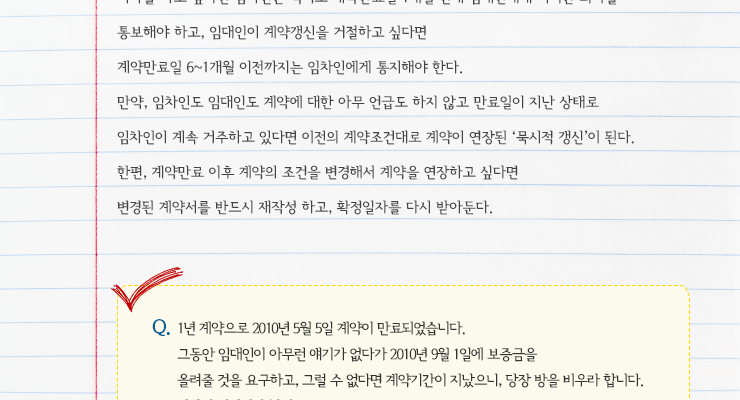 통보해야 하고, 임대인이 계약갱신을 거절하고 싶다면
계약만료일 6~1개월 이전까지는 임차인에게 통지해야 한다.
만약, 임차인도 임대인도 계약에 대한 아무 언급도 하지 않고 만료일이 지난 상태로
임차인이 계속 거주하고 있다면 이전의 계약조건대로 계약이 연장된 ‘묵시적 갱신’이 된다.
한편, 계약만료 이후 계약의 조건을 변경해서 계약을 연장하고 싶다면
변경된 계약서를 반드시 재작성 하고, 확정일자를 다시 받아둔다.
Q. 1년 계약으로 2010년 5월 5일 계약이 만료되었습니다.
그동안 임대인이 아무런 얘기가 없다가 2010년 9월 1일에 보증금을
올려줄 것을 요구하고, 그럴 수 없다면 계약기간이 지났으니, 당장 방을 비우라 합니다.